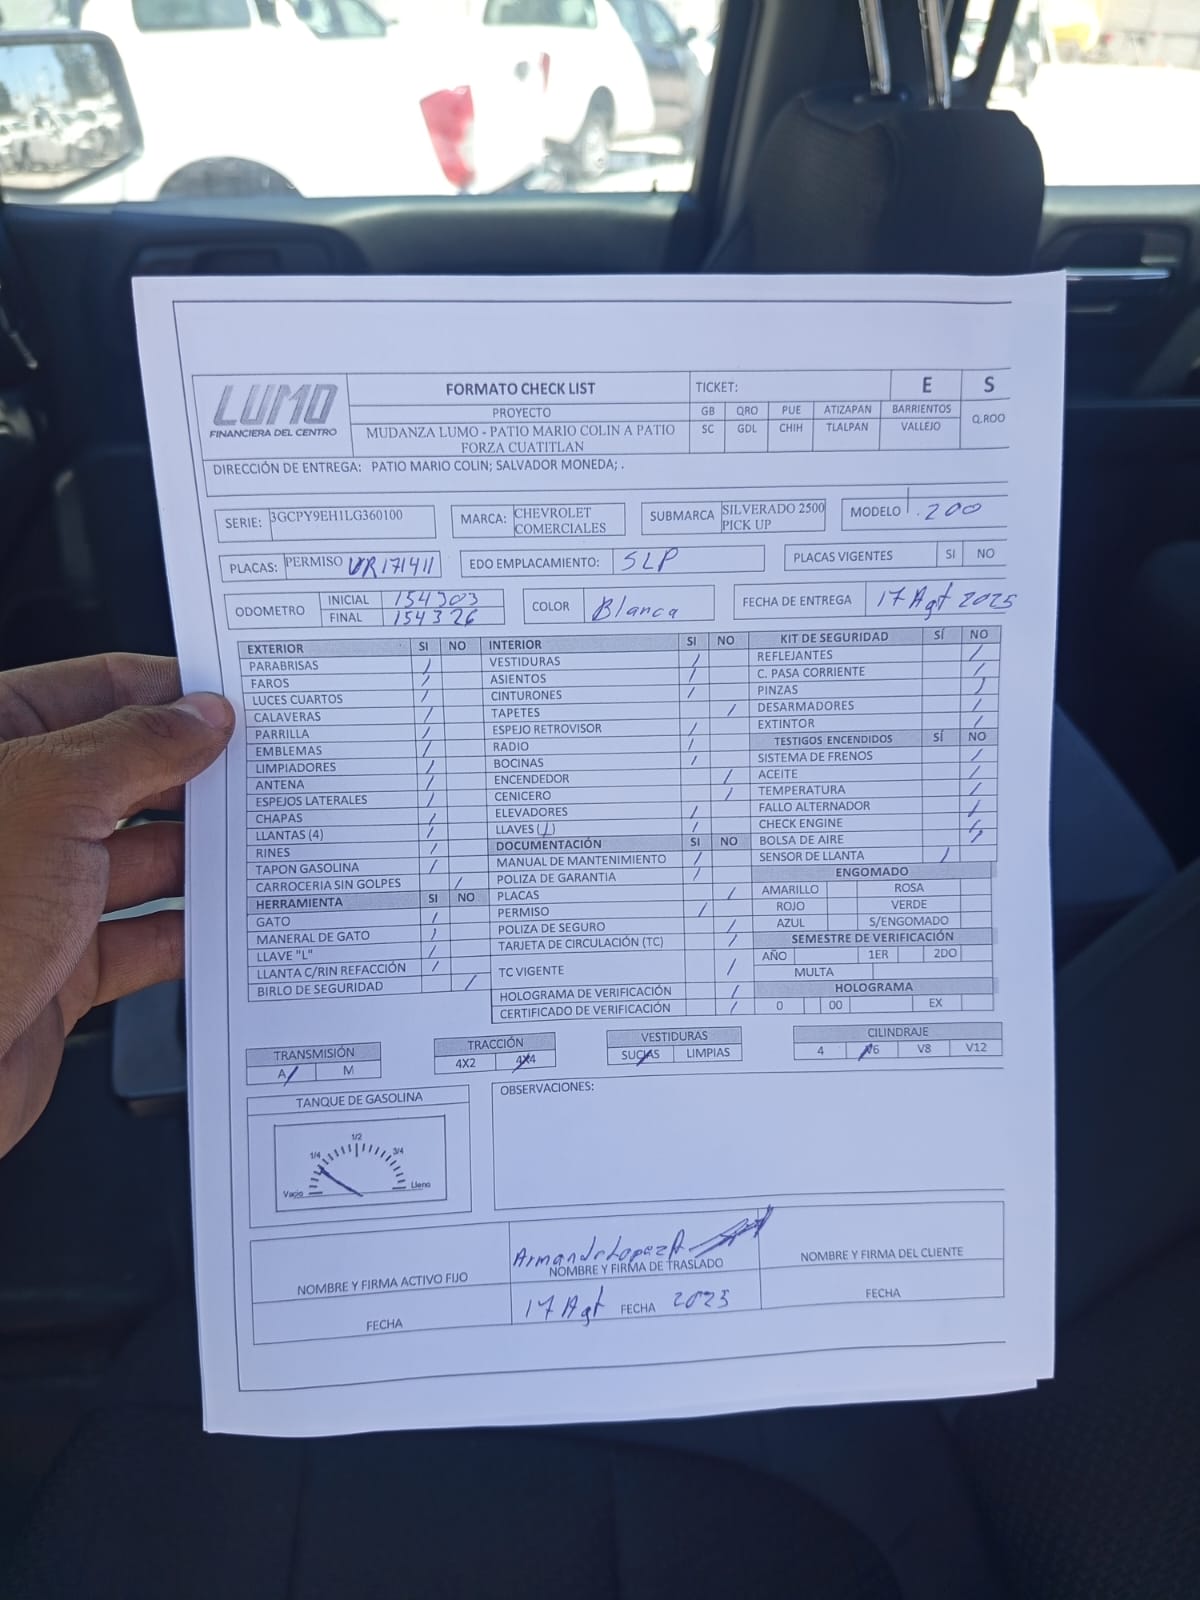 LUMO
FINANCIERA DEL CENTRO
FORMATO CHECK LIST
PROYECTO
MUDANZA LUMO - PATIO MARIO COLIN A PATIO
FORZA CUATITLAN
TICKET: E S
GB QRO PUE ATIZAPAN BARRIENTOS Q.ROO
SC GDL CHIH TLALPAN VALLEJO
DIRECCIÓN DE ENTREGA: PATIO MARIO COLIN; SALVADOR MONEDA; .
SERIE: 3GCPY9EH1LG360100
MARCA: CHEVROLET COMERCIALES
SUBMARCA SILVERADO 2500 PICK UP
MODELO 200
PLACAS: PERMISO VR171411
EDO EMPLACAMIENTO: SLP
PLACAS VIGENTES SI NO
ODOMETRO INICIAL 154303
FINAL 154326
COLOR Blanca
FECHA DE ENTREGA 17 Agt 2025
EXTERIOR SI NO
PARABRISAS /
FAROS /
LUCES CUARTOS /
CALAVERAS /
PARRILLA /
EMBLEMAS /
LIMPIADORES /
ANTENA /
ESPEJOS LATERALES /
CHAPAS /
LLANTAS (4) /
RINES /
TAPON GASOLINA /
CARROCERIA SIN GOLPES /
HERRAMIENTA SI NO
GATO /
MANERAL DE GATO /
LLAVE "L" /
LLANTA C/RIN REFACCIÓN /
BIRLO DE SEGURIDAD /
INTERIOR SI NO
VESTIDURAS /
ASIENTOS /
CINTURONES /
TAPETES /
ESPEJO RETROVISOR /
RADIO /
BOCINAS /
ENCENDEDOR /
CENICERO /
ELEVADORES /
LLAVES (1) /
DOCUMENTACIÓN SI NO
MANUAL DE MANTENIMIENTO /
POLIZA DE GARANTIA /
PLACAS /
PERMISO /
POLIZA DE SEGURO /
TARJETA DE CIRCULACIÓN (TC) /
TC VIGENTE /
HOLOGRAMA DE VERIFICACIÓN /
CERTIFICADO DE VERIFICACIÓN /
KIT DE SEGURIDAD SÍ NO
REFLEJANTES /
C. PASA CORRIENTE /
PINZAS /
DESARMADORES /
EXTINTOR /
TESTIGOS ENCENDIDOS SÍ NO
SISTEMA DE FRENOS /
ACEITE /
TEMPERATURA /
FALLO ALTERNADOR /
CHECK ENGINE /
BOLSA DE AIRE /
SENSOR DE LLANTA /
ENGOMADO
AMARILLO ROSA
ROJO VERDE
AZUL S/ENGOMADO
SEMESTRE DE VERIFICACIÓN
AÑO 1ER 2DO
MULTA
HOLOGRAMA
0 00 EX
TRANSMISIÓN
A / M
TRACCIÓN
4X2 4X4
VESTIDURAS
SUCIAS LIMPIAS
CILINDRAJE
4 V6 V8 V12
TANQUE DE GASOLINA
Vacio 1/4 1/2 3/4 Lleno
OBSERVACIONES:
NOMBRE Y FIRMA ACTIVO FIJO
FECHA
Armando Lopez A
NOMBRE Y FIRMA DE TRASLADO
17 Agt FECHA 2025
NOMBRE Y FIRMA DEL CLIENTE
FECHA